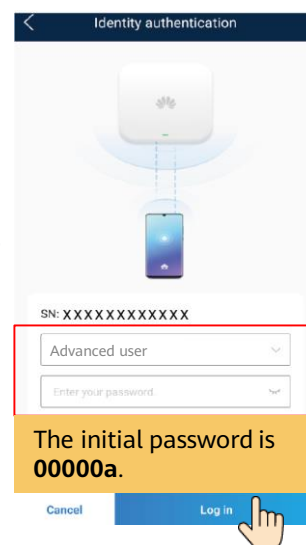 Identity authentication
SN: XXXXXXXXXXXX
Advanced user
Enter your password
The initial password is
00000a.
Cancel
Log in